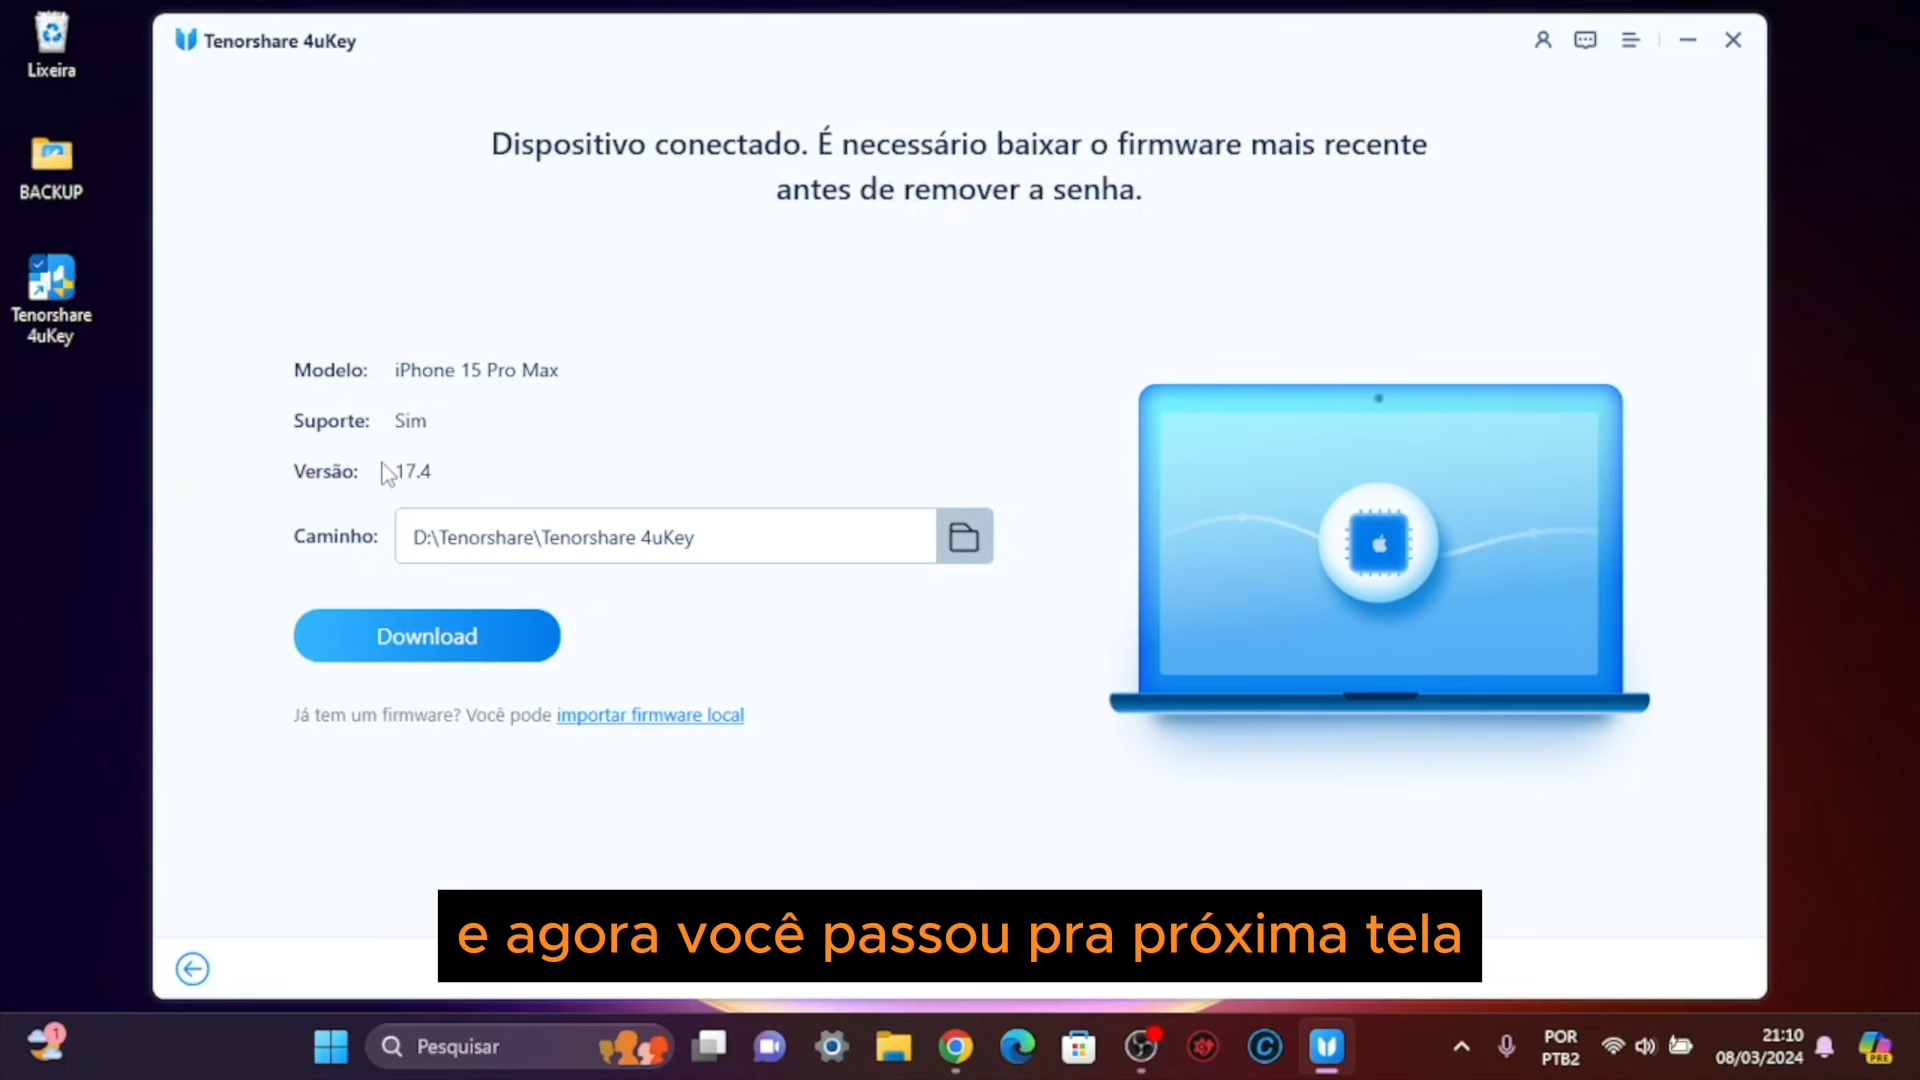 Lixeira
BACKUP
Tenorshare
4uKey
Tenorshare 4uKey
Dispositivo conectado. É necessário baixar o firmware mais recente
antes de remover a senha.
Modelo: iPhone 15 Pro Max
Suporte: Sim
Versão: 17.4
Caminho: D:\Tenorshare\Tenorshare 4uKey
Download
Já tem um firmware? Você pode importar firmware local
e agora você passou pra próxima tela
1
Pesquisar
POR
PTB2
21:10
08/03/2024
PRE